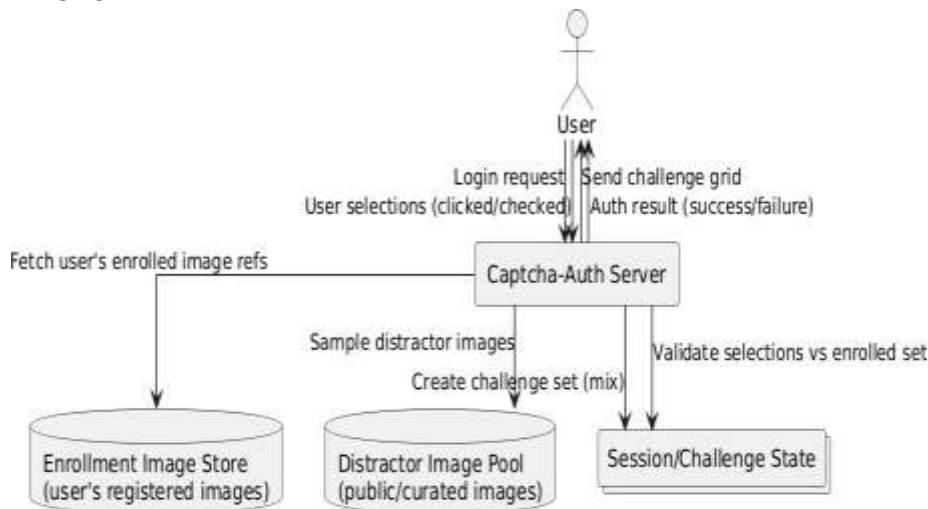 User
Login request
Send challenge grid
User selections (clicked/checked)
Auth result (success/failure)
Fetch user's enrolled image refs
Captcha-Auth Server
Sample distractor images
Validate selections vs enrolled set
Create challenge set (mix)
Enrollment Image Store
(user's registered images)
Distractor Image Pool
(public/curated images)
Session/Challenge State